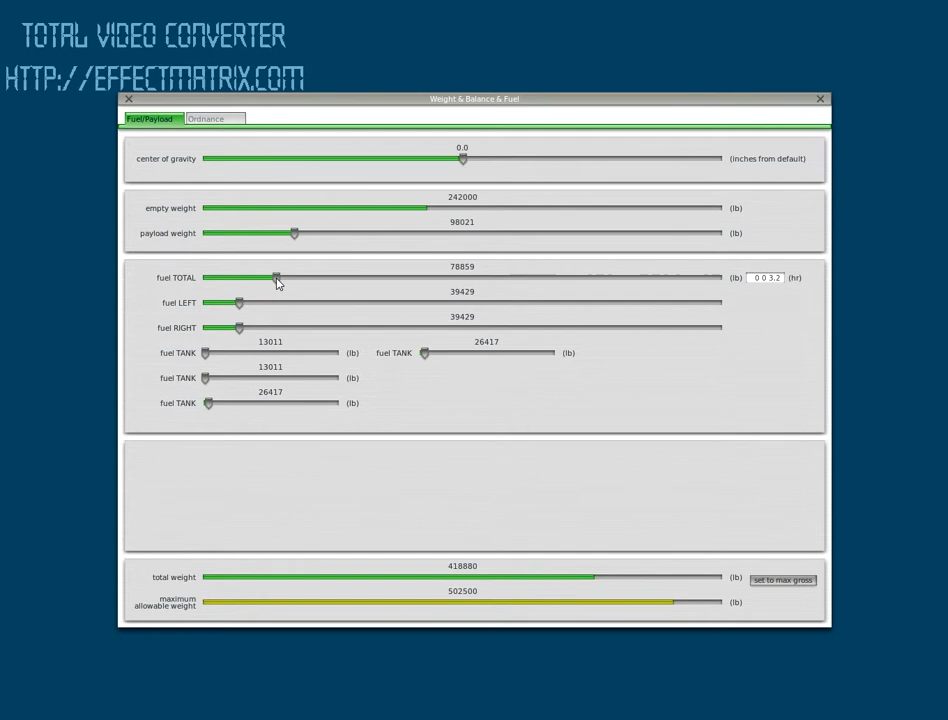 TOTAL VIDEO CONVERTER
HTTP://EFFECTMATRIX.COM
Weight & Balance & Fuel
Fuel/Payload Ordnance
0.0
center of gravity (inches from default)
242000
empty weight (lb)
98021
payload weight (lb)
78859
fuel TOTAL (lb) 0 0 3.2 (hr)
39429
fuel LEFT
39429
fuel RIGHT
13011 26417
fuel TANK (lb) fuel TANK (lb)
13011
fuel TANK (lb)
26417
fuel TANK (lb)
418880
total weight (lb) set to max gross
502500
maximum
allowable weight (lb)